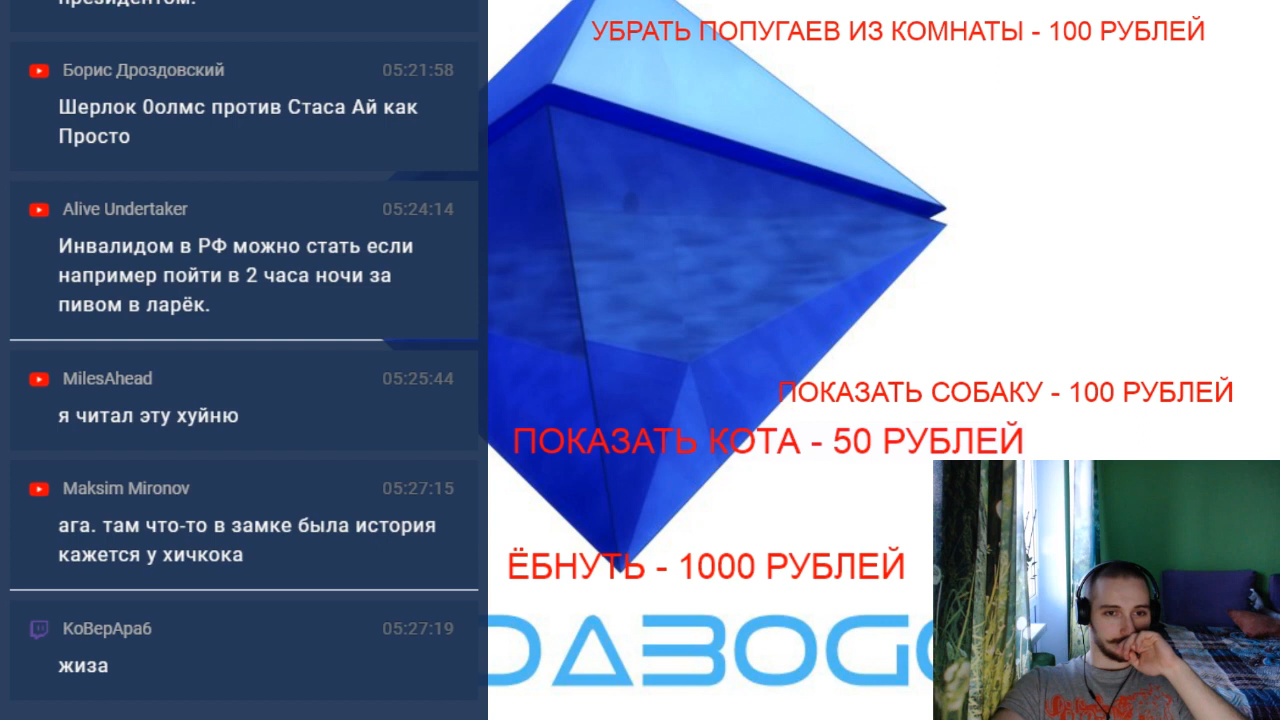 президентом.
Борис Дроздовский 05:21:58
Шерлок 0олмс против Стаса Ай как
Просто
Alive Undertaker 05:24:14
Инвалидом в РФ можно стать если
например пойти в 2 часа ночи за
пивом в ларёк.
MilesAhead 05:25:44
я читал эту хуйню
Maksim Mironov 05:27:15
ага. там что-то в замке была история
кажется у хичкока
КоВерАра6 05:27:19
жиза
УБРАТЬ ПОПУГАЕВ ИЗ КОМНАТЫ - 100 РУБЛЕЙ
ПОКАЗАТЬ СОБАКУ - 100 РУБЛЕЙ
ПОКАЗАТЬ КОТА - 50 РУБЛЕЙ
ЁБНУТЬ - 1000 РУБЛЕЙ